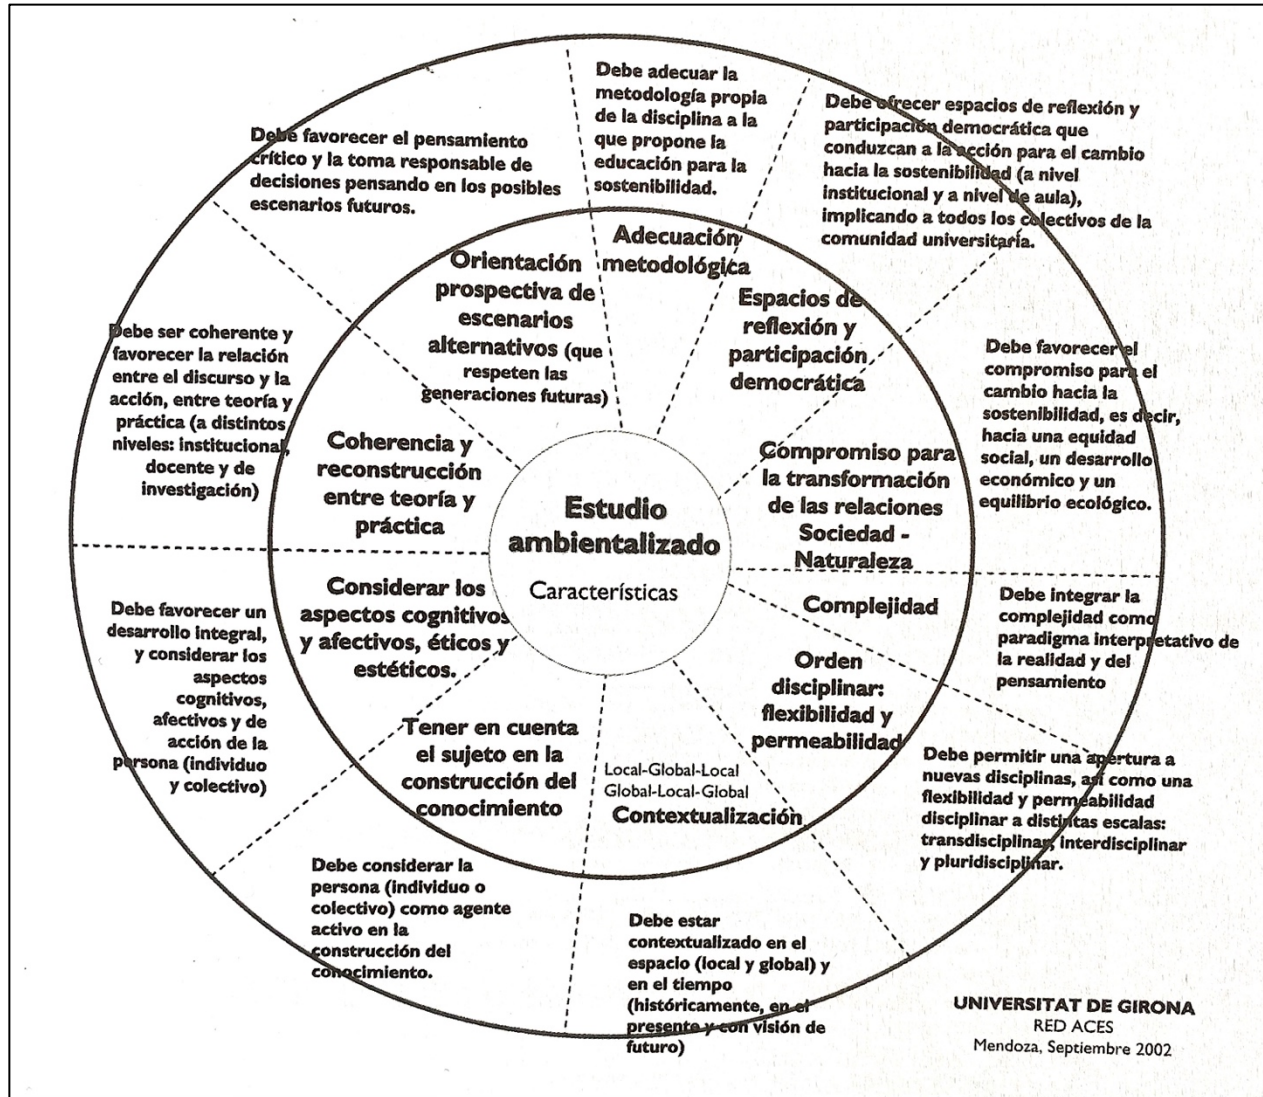 Debe adecuar la
metodología propia
de la disciplina a la
que propone la
educación para la
sostenibilidad.
Debe ofrecer espacios de reflexión y
participación democrática que
conduzcan a la acción para el cambio
hacia la sostenibilidad (a nivel
institucional y a nivel de aula),
implicando a todos los colectivos de la
comunidad universitaría.
Debe favorecer el pensamiento
crítico y la toma responsable de
decisiones pensando en los posibles
escenarios futuros.
Adecuación
metodológica
Orientación
prospectiva de
escenarios
alternativos (que
respeten las
generaciones futuras)
Espacios de
reflexión y
participación
democrática
Debe ser coherente y
favorecer la relación
entre el discurso y la
acción, entre teoría y
práctica (a distintos
niveles: institucional,
docente y de
investigación)
Debe favorecer el
compromiso para el
cambio hacia la
sostenibilidad, es decir,
hacia una equidad
social, un desarrollo
económico y un
equilibrio ecológico.
Coherencia y
reconstrucción
entre teoría y
práctica
Compromiso para
la transformación
de las relaciones
Sociedad -
Naturaleza
Estudio
ambientalizado
Características
Considerar los
aspectos cognitivos
y afectivos, éticos y
estéticos.
Complejidad
Debe integrar la
complejidad como
paradigma interpretativo de
la realidad y del
pensamiento
Debe favorecer un
desarrollo integral,
y considerar los
aspectos
cognitivos,
afectivos y de
acción de la
persona (individuo
y colectivo)
Orden
disciplinar:
flexibilidad y
permeabilidad
Tener en cuenta
el sujeto en la
construcción del
conocimiento
Local-Global-Local
Global-Local-Global
Contextualización
Debe permitir una apertura a
nuevas disciplinas, así como una
flexibilidad y permeabilidad
disciplinar a distintas escalas:
transdisciplinar, interdisciplinar
y pluridisciplinar.
Debe considerar la
persona (individuo o
colectivo) como agente
activo en la
construcción del
conocimiento.
Debe estar
contextualizado en el
espacio (local y global) y
en el tiempo
(históricamente, en el
presente y con visión de
futuro)
UNIVERSITAT DE GIRONA
RED ACES
Mendoza, Septiembre 2002